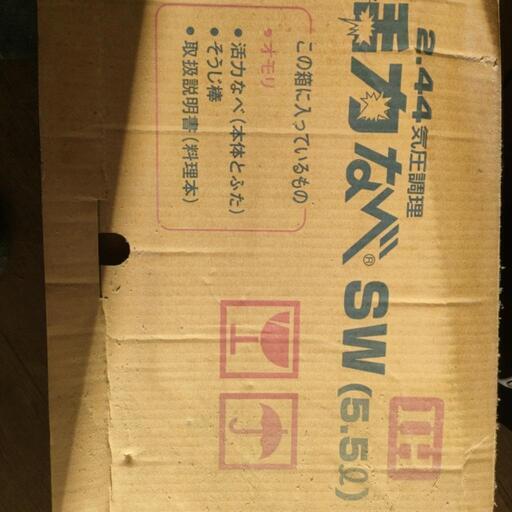 2.44気圧調理
活力なべ® SW (5.5ℓ)
IH
この箱に入っているもの
• オモリ
• 活力なべ (本体とふた)
• そうじ棒
• 取扱説明書 (料理本)